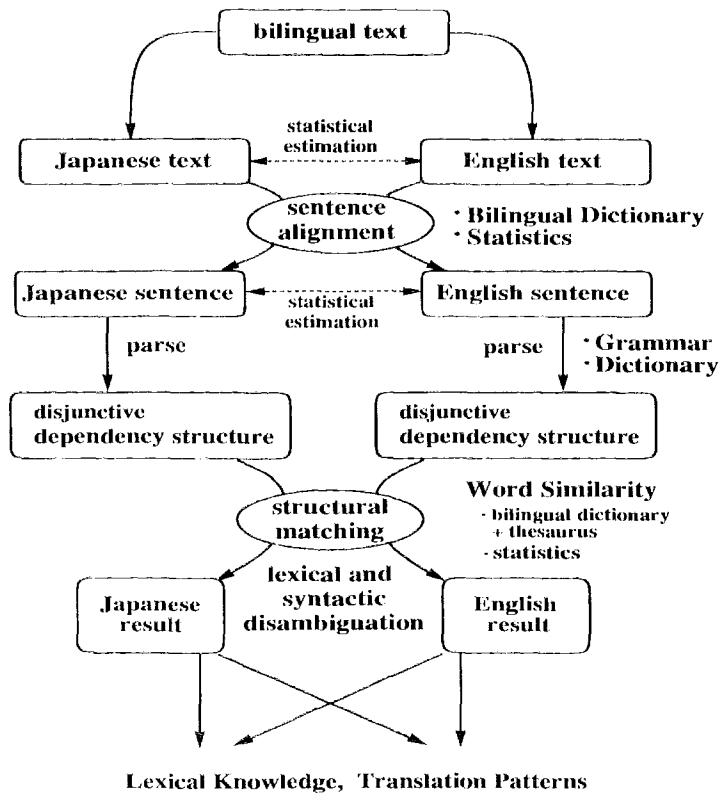 bilingual text
statistical
estimation
Japanese text
English text
sentence
alignment
· Bilingual Dictionary
· Statistics
Japanese sentence
statistical
estimation
English sentence
parse
parse
· Grammar
· Dictionary
disjunctive
dependency structure
disjunctive
dependency structure
structural
matching
Word Similarity
- bilingual dictionary
+ thesaurus
- statistics
lexical and
syntactic
disambiguation
Japanese
result
English
result
Lexical Knowledge, Translation Patterns